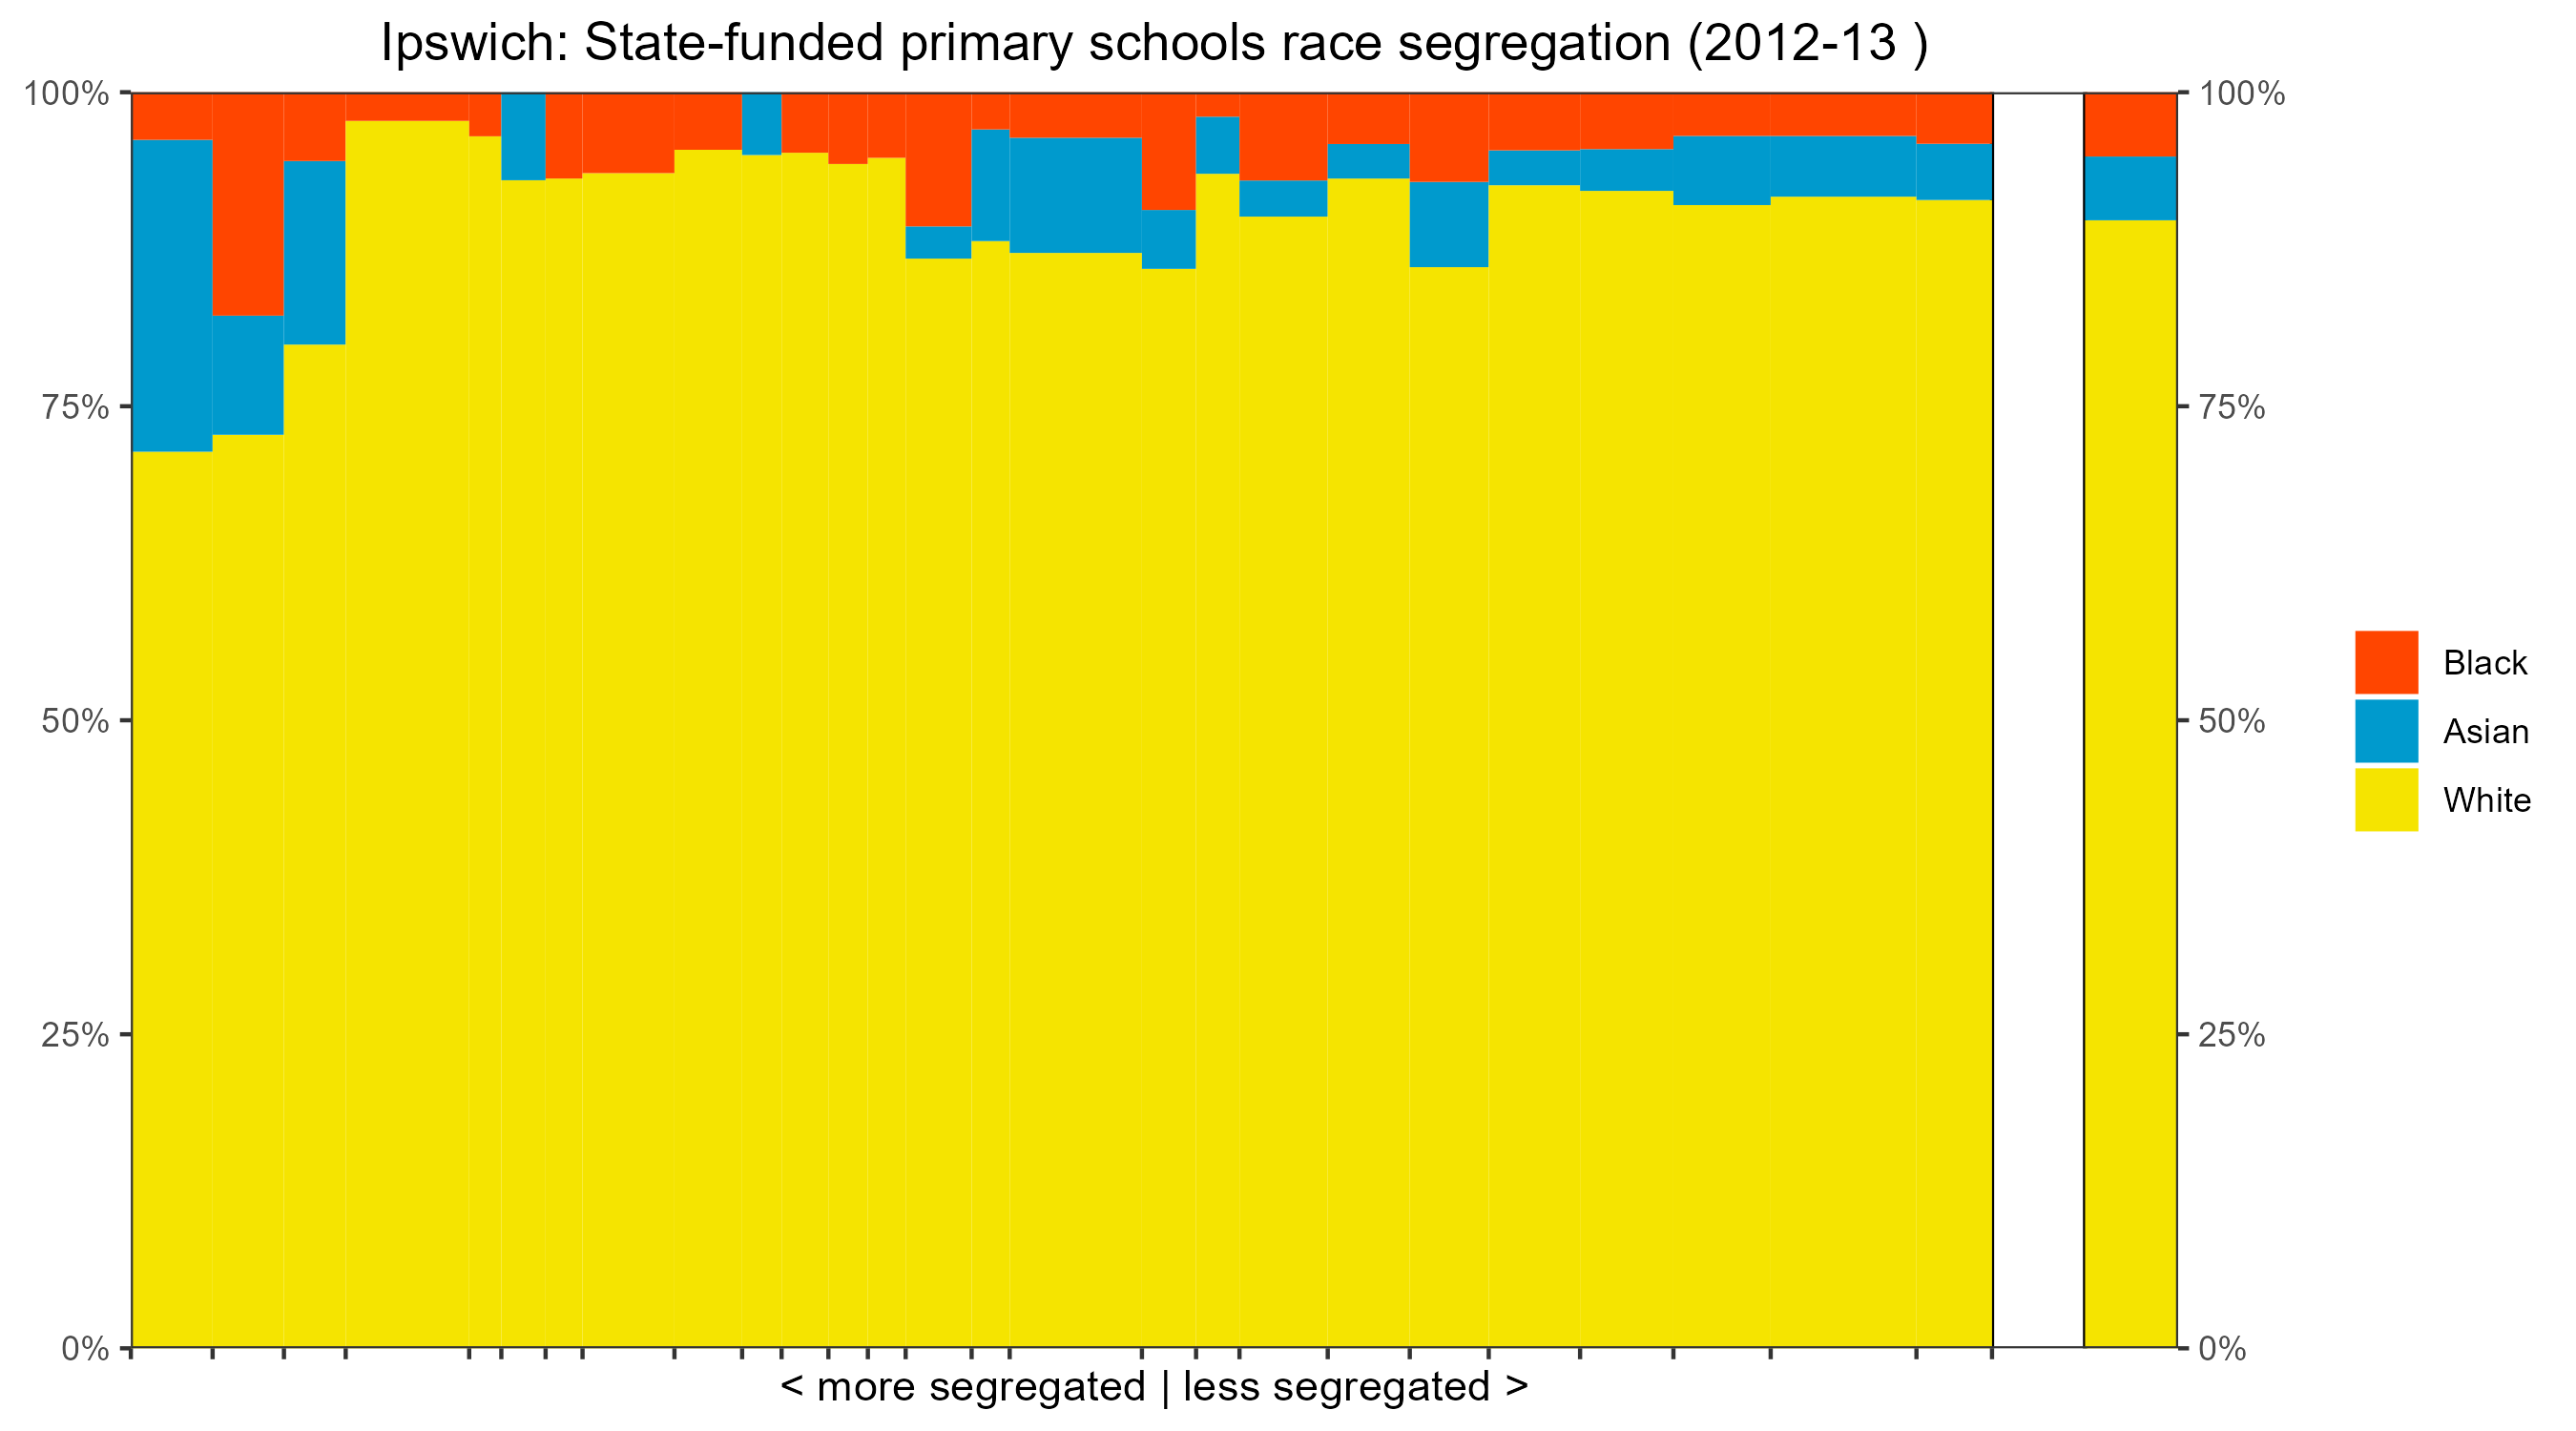 Ipswich: State-funded primary schools race segregation (2012-13 )
100%
75%
50%
25%
0%
100%
75%
50%
25%
0%
< more segregated | less segregated >
Black
Asian
White